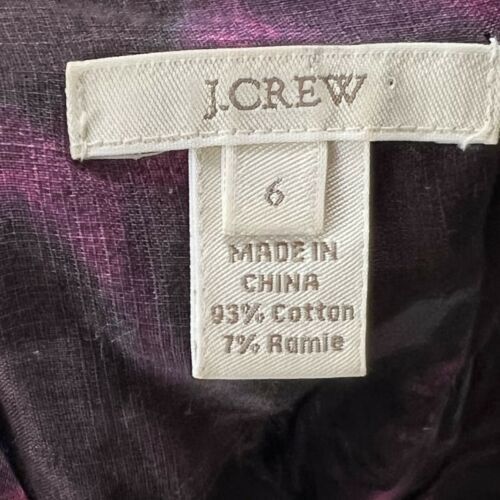 J.CREW
6
MADE IN
CHINA
93% Cotton
7% Ramie